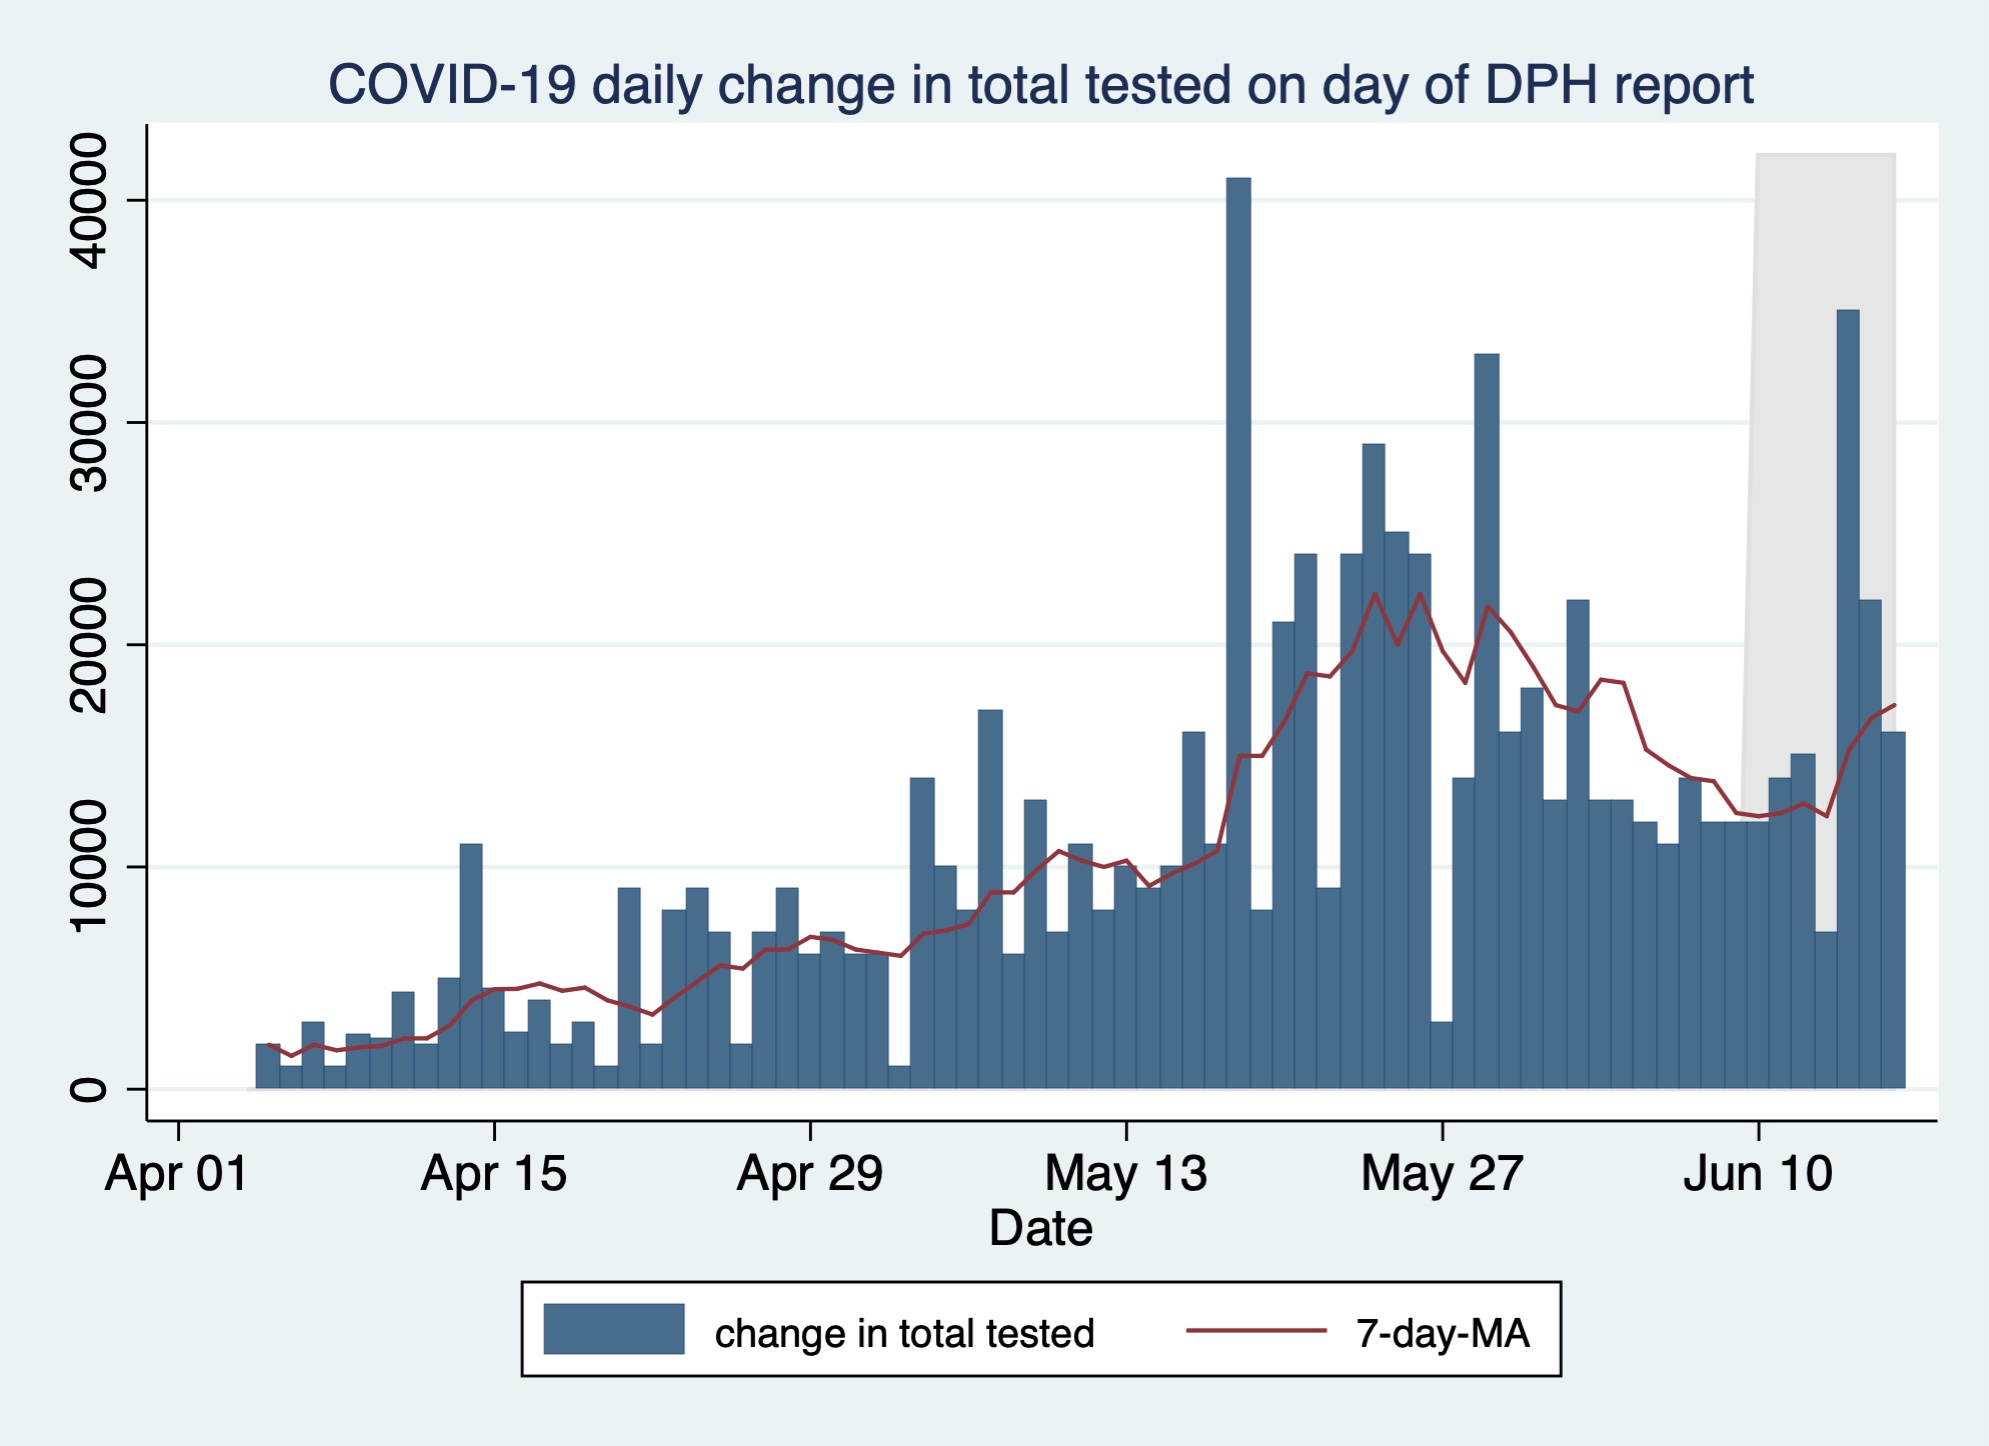 COVID-19 daily change in total tested on day of DPH report
40000
30000
20000
10000
0
Apr 01 Apr 15 Apr 29 May 13 May 27 Jun 10
Date
change in total tested 7-day-MA